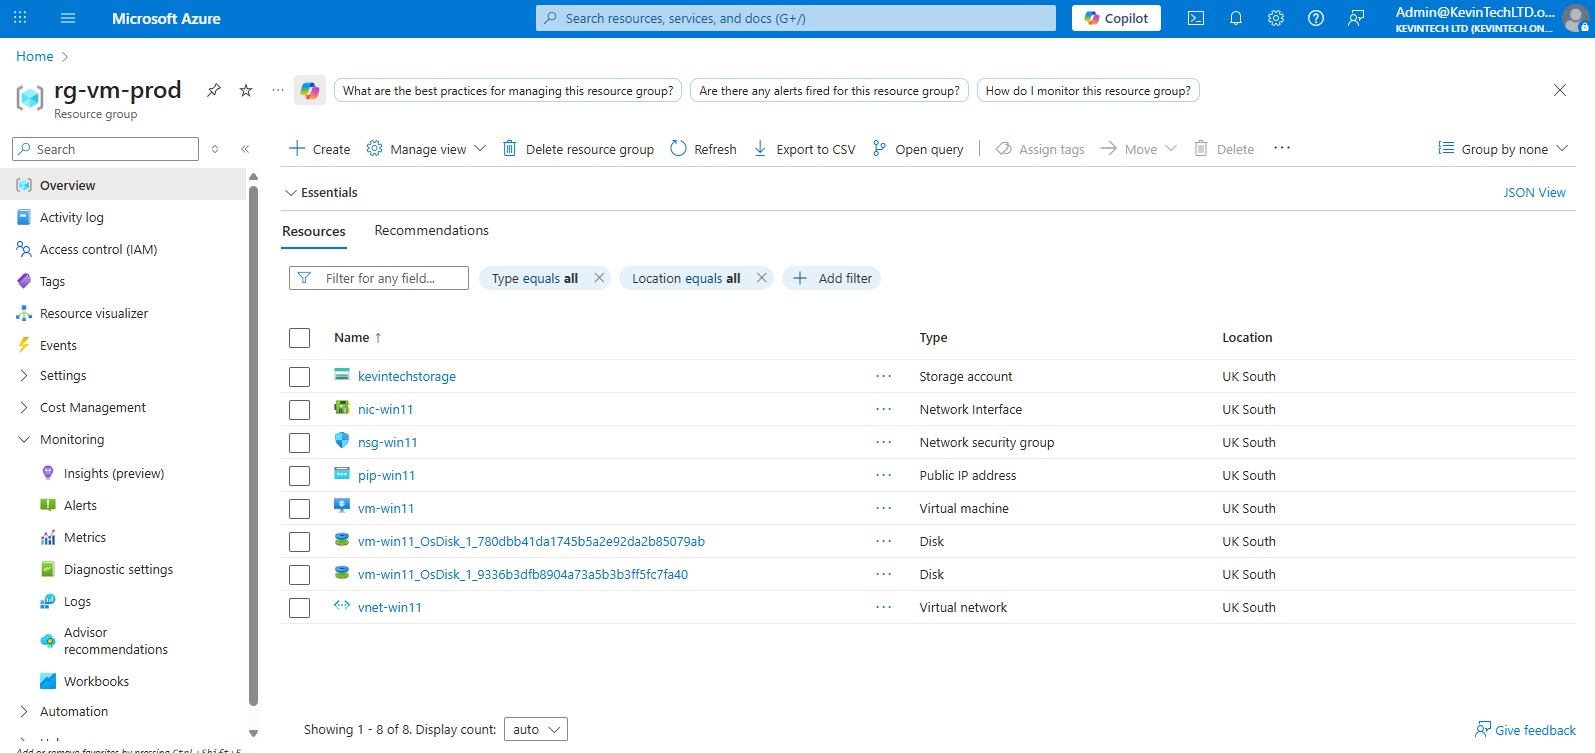 Microsoft Azure
Search resources, services, and docs (G+/)
Copilot
Admin@KevinTechLTD.o...
KEVINTECH LTD (KEVINTECH.ON...
Home
rg-vm-prod
Resource group
What are the best practices for managing this resource group?
Are there any alerts fired for this resource group?
How do I monitor this resource group?
Search
Create
Manage view
Delete resource group
Refresh
Export to CSV
Open query
Assign tags
Move
Delete
Group by none
Overview
Activity log
Access control (IAM)
Tags
Resource visualizer
Events
Settings
Cost Management
Monitoring
Insights (preview)
Alerts
Metrics
Diagnostic settings
Logs
Advisor
recommendations
Workbooks
Automation
Add or remove favorites by pressing Ctrl+Shift+F
Essentials
JSON View
Resources
Recommendations
Filter for any field...
Type equals all
Location equals all
Add filter
Name ↑ Type Location
kevintechstorage ... Storage account UK South
nic-win11 ... Network Interface UK South
nsg-win11 ... Network security group UK South
pip-win11 ... Public IP address UK South
vm-win11 ... Virtual machine UK South
vm-win11_OsDisk_1_780dbb41da1745b5a2e92da2b85079ab ... Disk UK South
vm-win11_OsDisk_1_9336b3dfb8904a73a5b3b3ff5fc7fa40 ... Disk UK South
vnet-win11 ... Virtual network UK South
Showing 1 - 8 of 8. Display count: auto
Give feedback